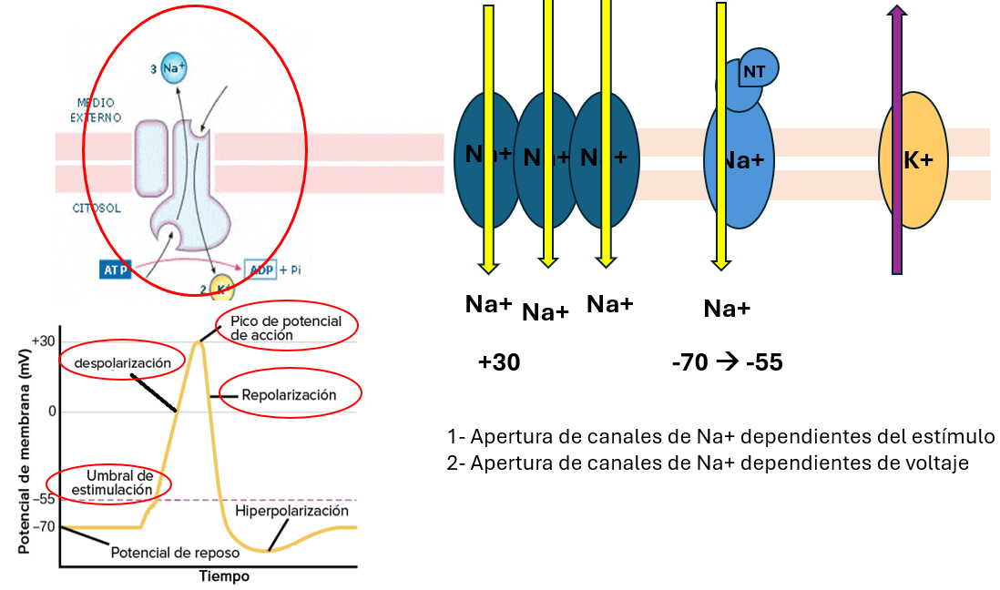 3 Na+
MEDIO
EXTERNO
CITOSOL
ATP
ADP + Pi
2 K+
Na+ Na+ Na+
NT
Na+
K+
Na+ Na+ Na+
Na+
+30
-70 → -55
1- Apertura de canales de Na+ dependientes del estímulo
2- Apertura de canales de Na+ dependientes de voltaje
Potencial de membrana (mV)
+30
0
–55
–70
Pico de potencial
de acción
despolarización
Repolarización
Umbral de
estimulación
Hiperpolarización
Potencial de reposo
Tiempo